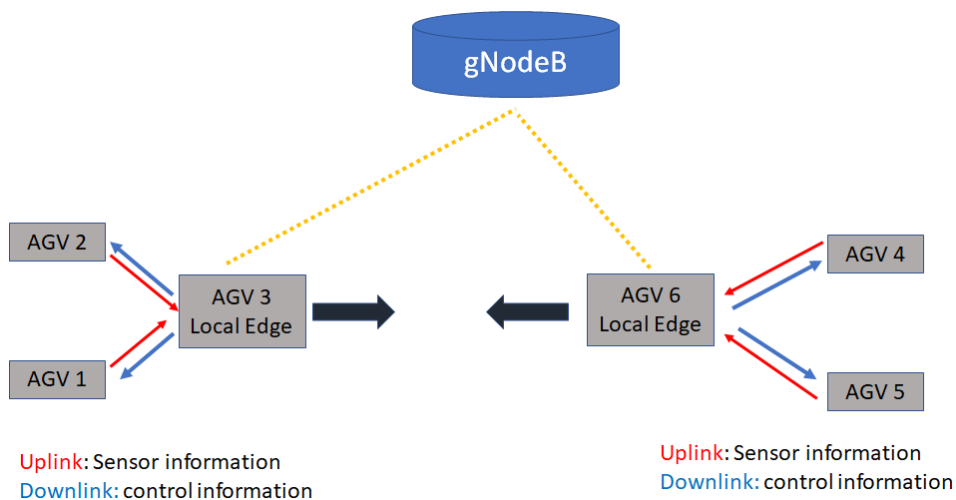 gNodeB
AGV 2
AGV 3
Local Edge
AGV 1
AGV 4
AGV 6
Local Edge
AGV 5
Uplink: Sensor information
Downlink: control information
Uplink: Sensor information
Downlink: control information